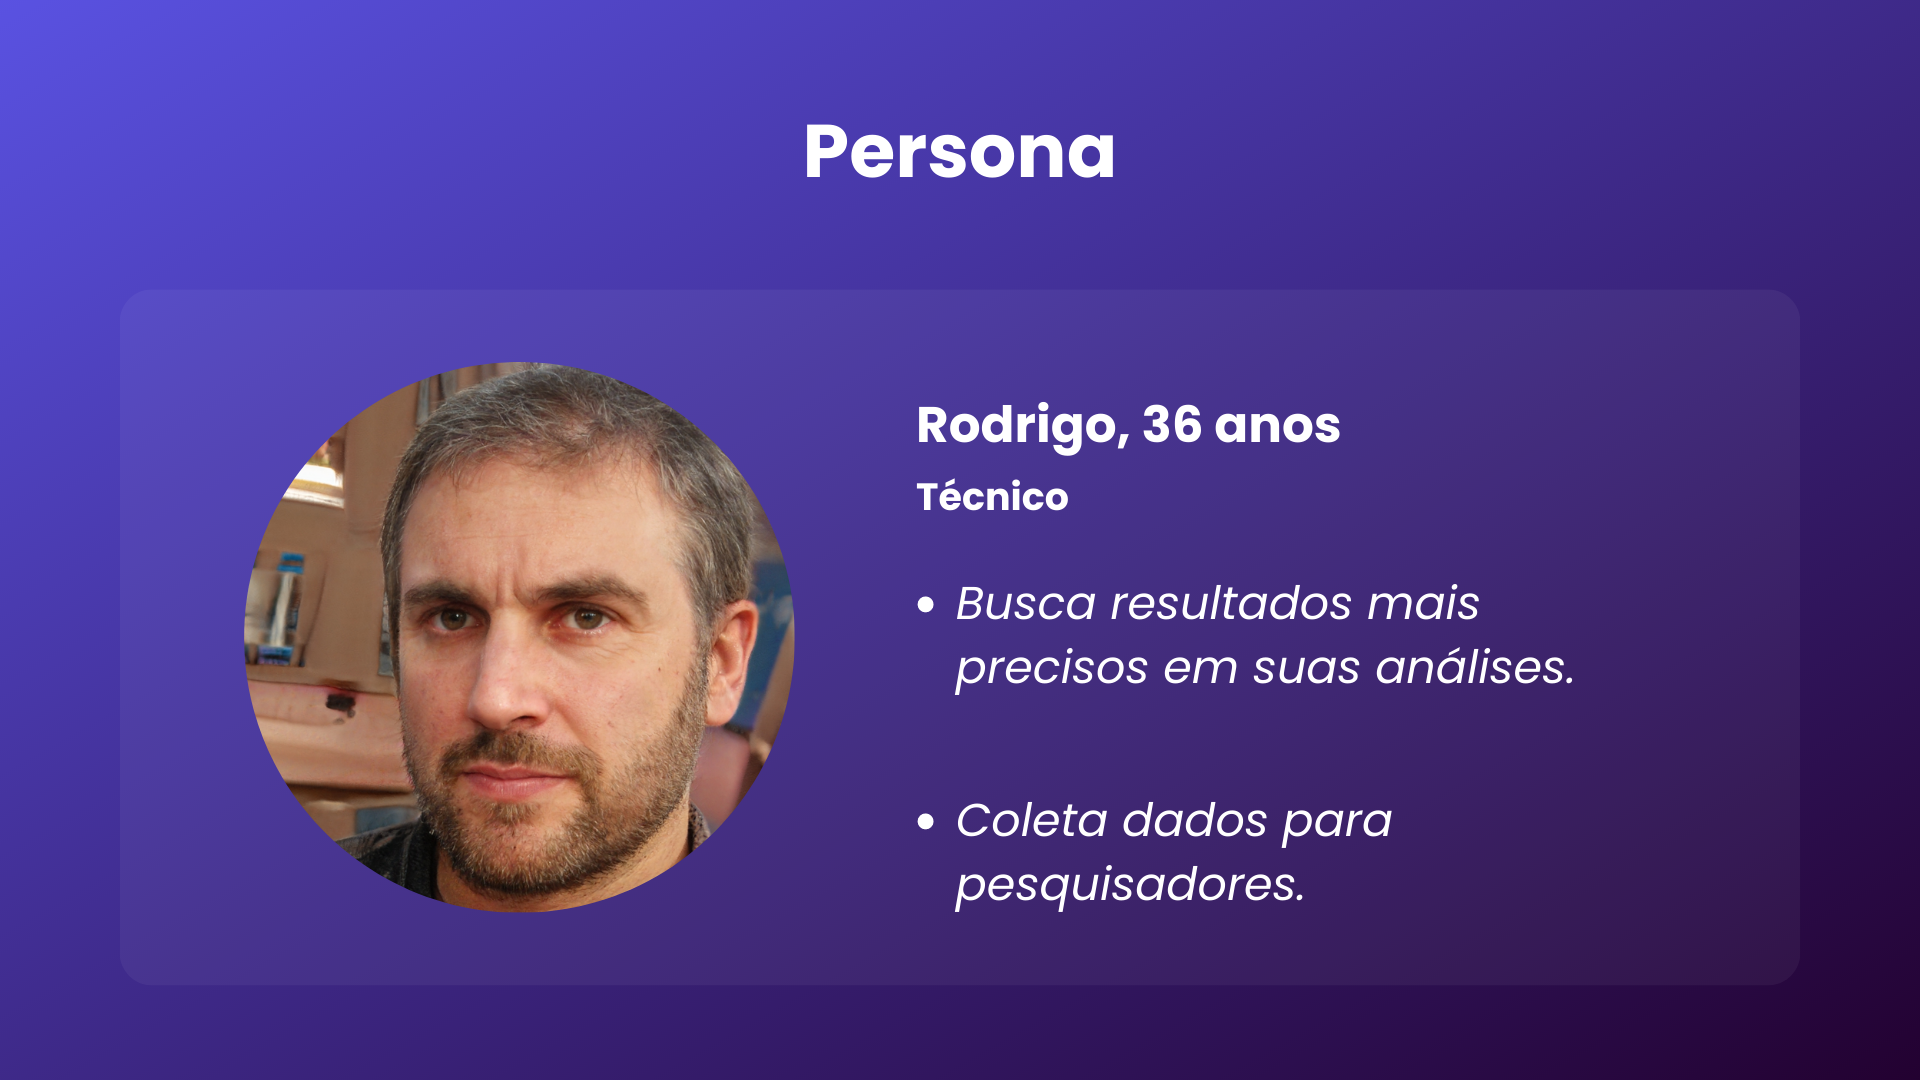 Persona
Rodrigo, 36 anos
Técnico
• Busca resultados mais
precisos em suas análises.
• Coleta dados para
pesquisadores.